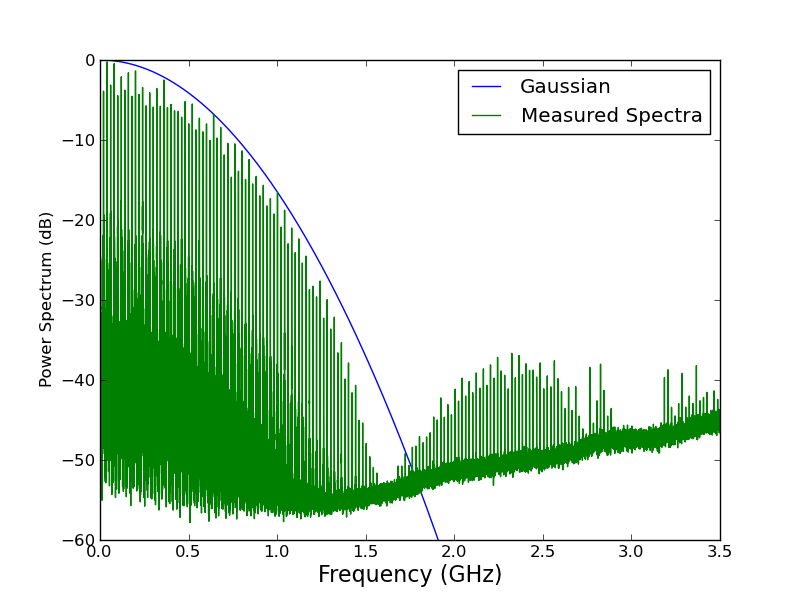 Gaussian
Measured Spectra
Power Spectrum (dB)
0
−10
−20
−30
−40
−50
−60
0.0 0.5 1.0 1.5 2.0 2.5 3.0 3.5
Frequency (GHz)